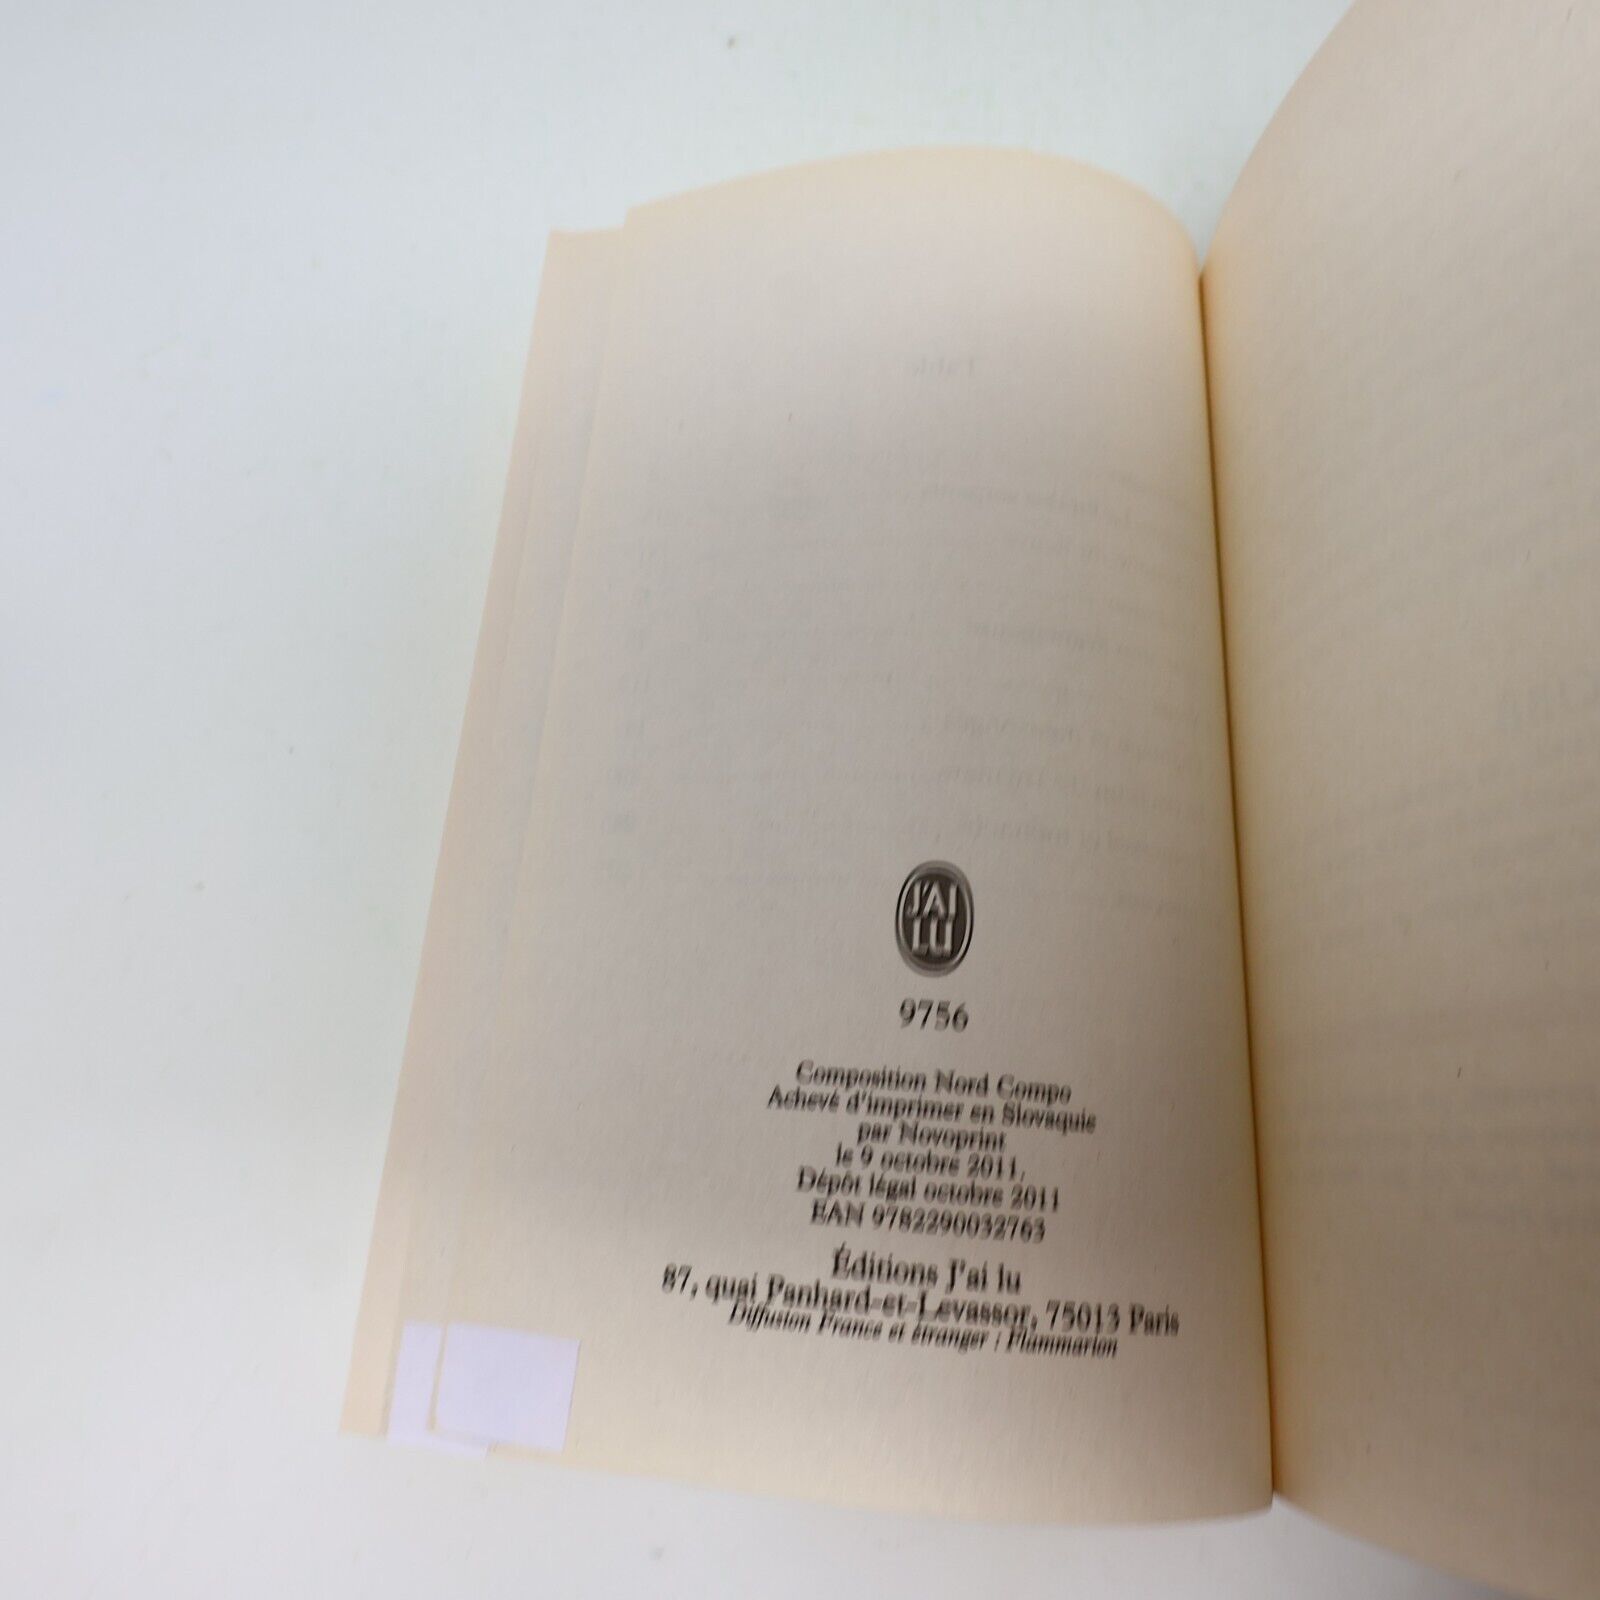 J'AI
LU
9756
Composition Nord Compo
Achevé d'imprimer en Slovaquie
par Novoprint
le 9 octobre 2011.
Dépôt légal octobre 2011
EAN 9782290032763
Éditions J'ai lu
87, quai Panhard-et-Levassor, 75013 Paris
Diffusion France et étranger : Flammarion